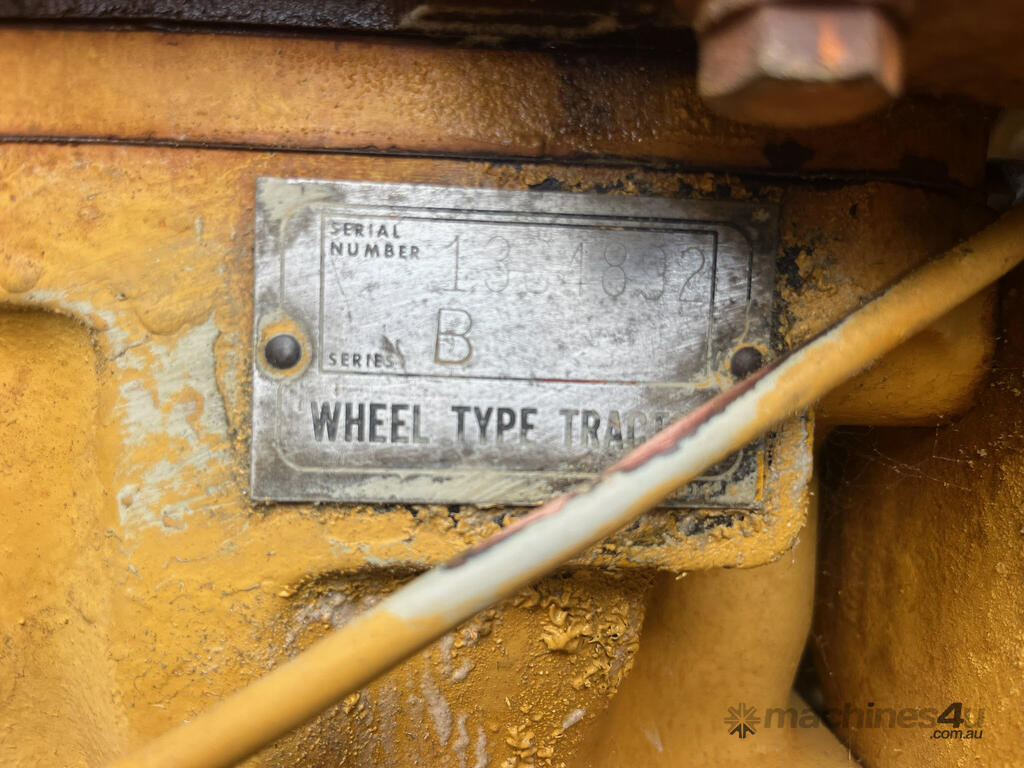 SERIAL
NUMBER
B
SERIES
WHEEL TYPE
machines4u
.com.au